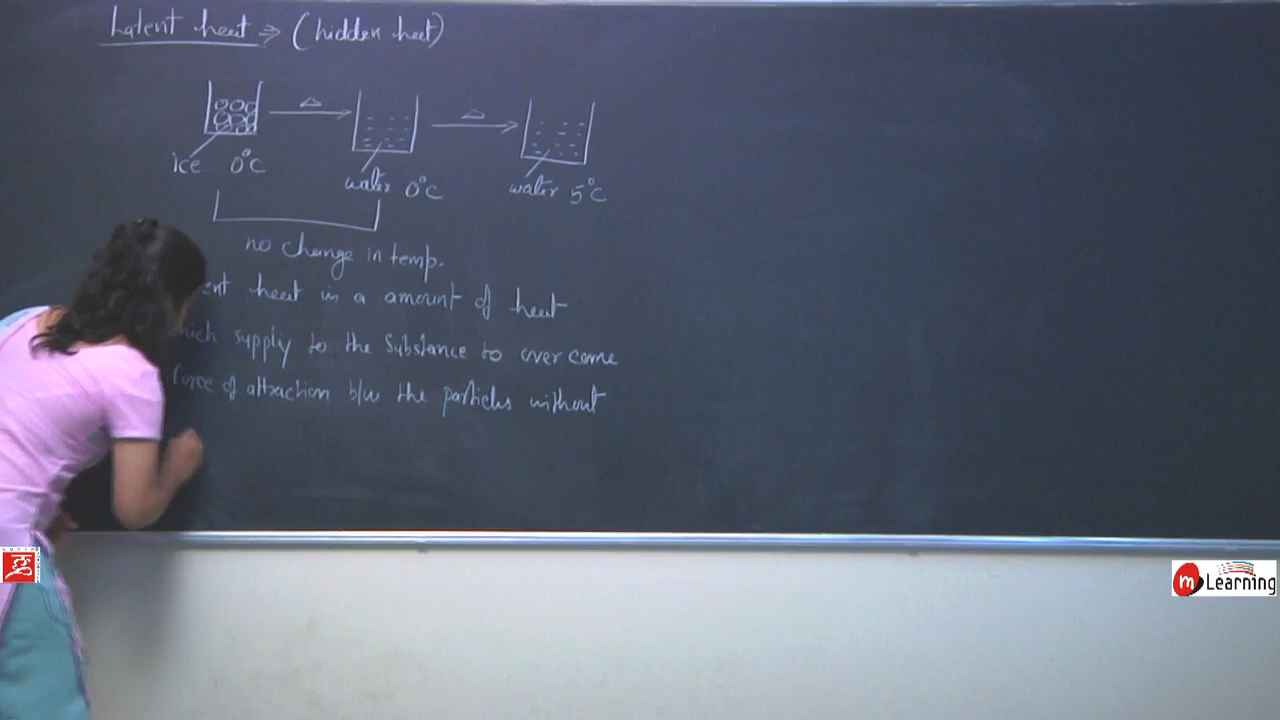 Latent heat ⇒ (hidden heat)
△ △
ice 0°C
water 0°C
water 5°C
no change in temp.
ent heat is a amount of heat
hich supply to the substance to over come
force of attraction b/w the particles without
m Learning